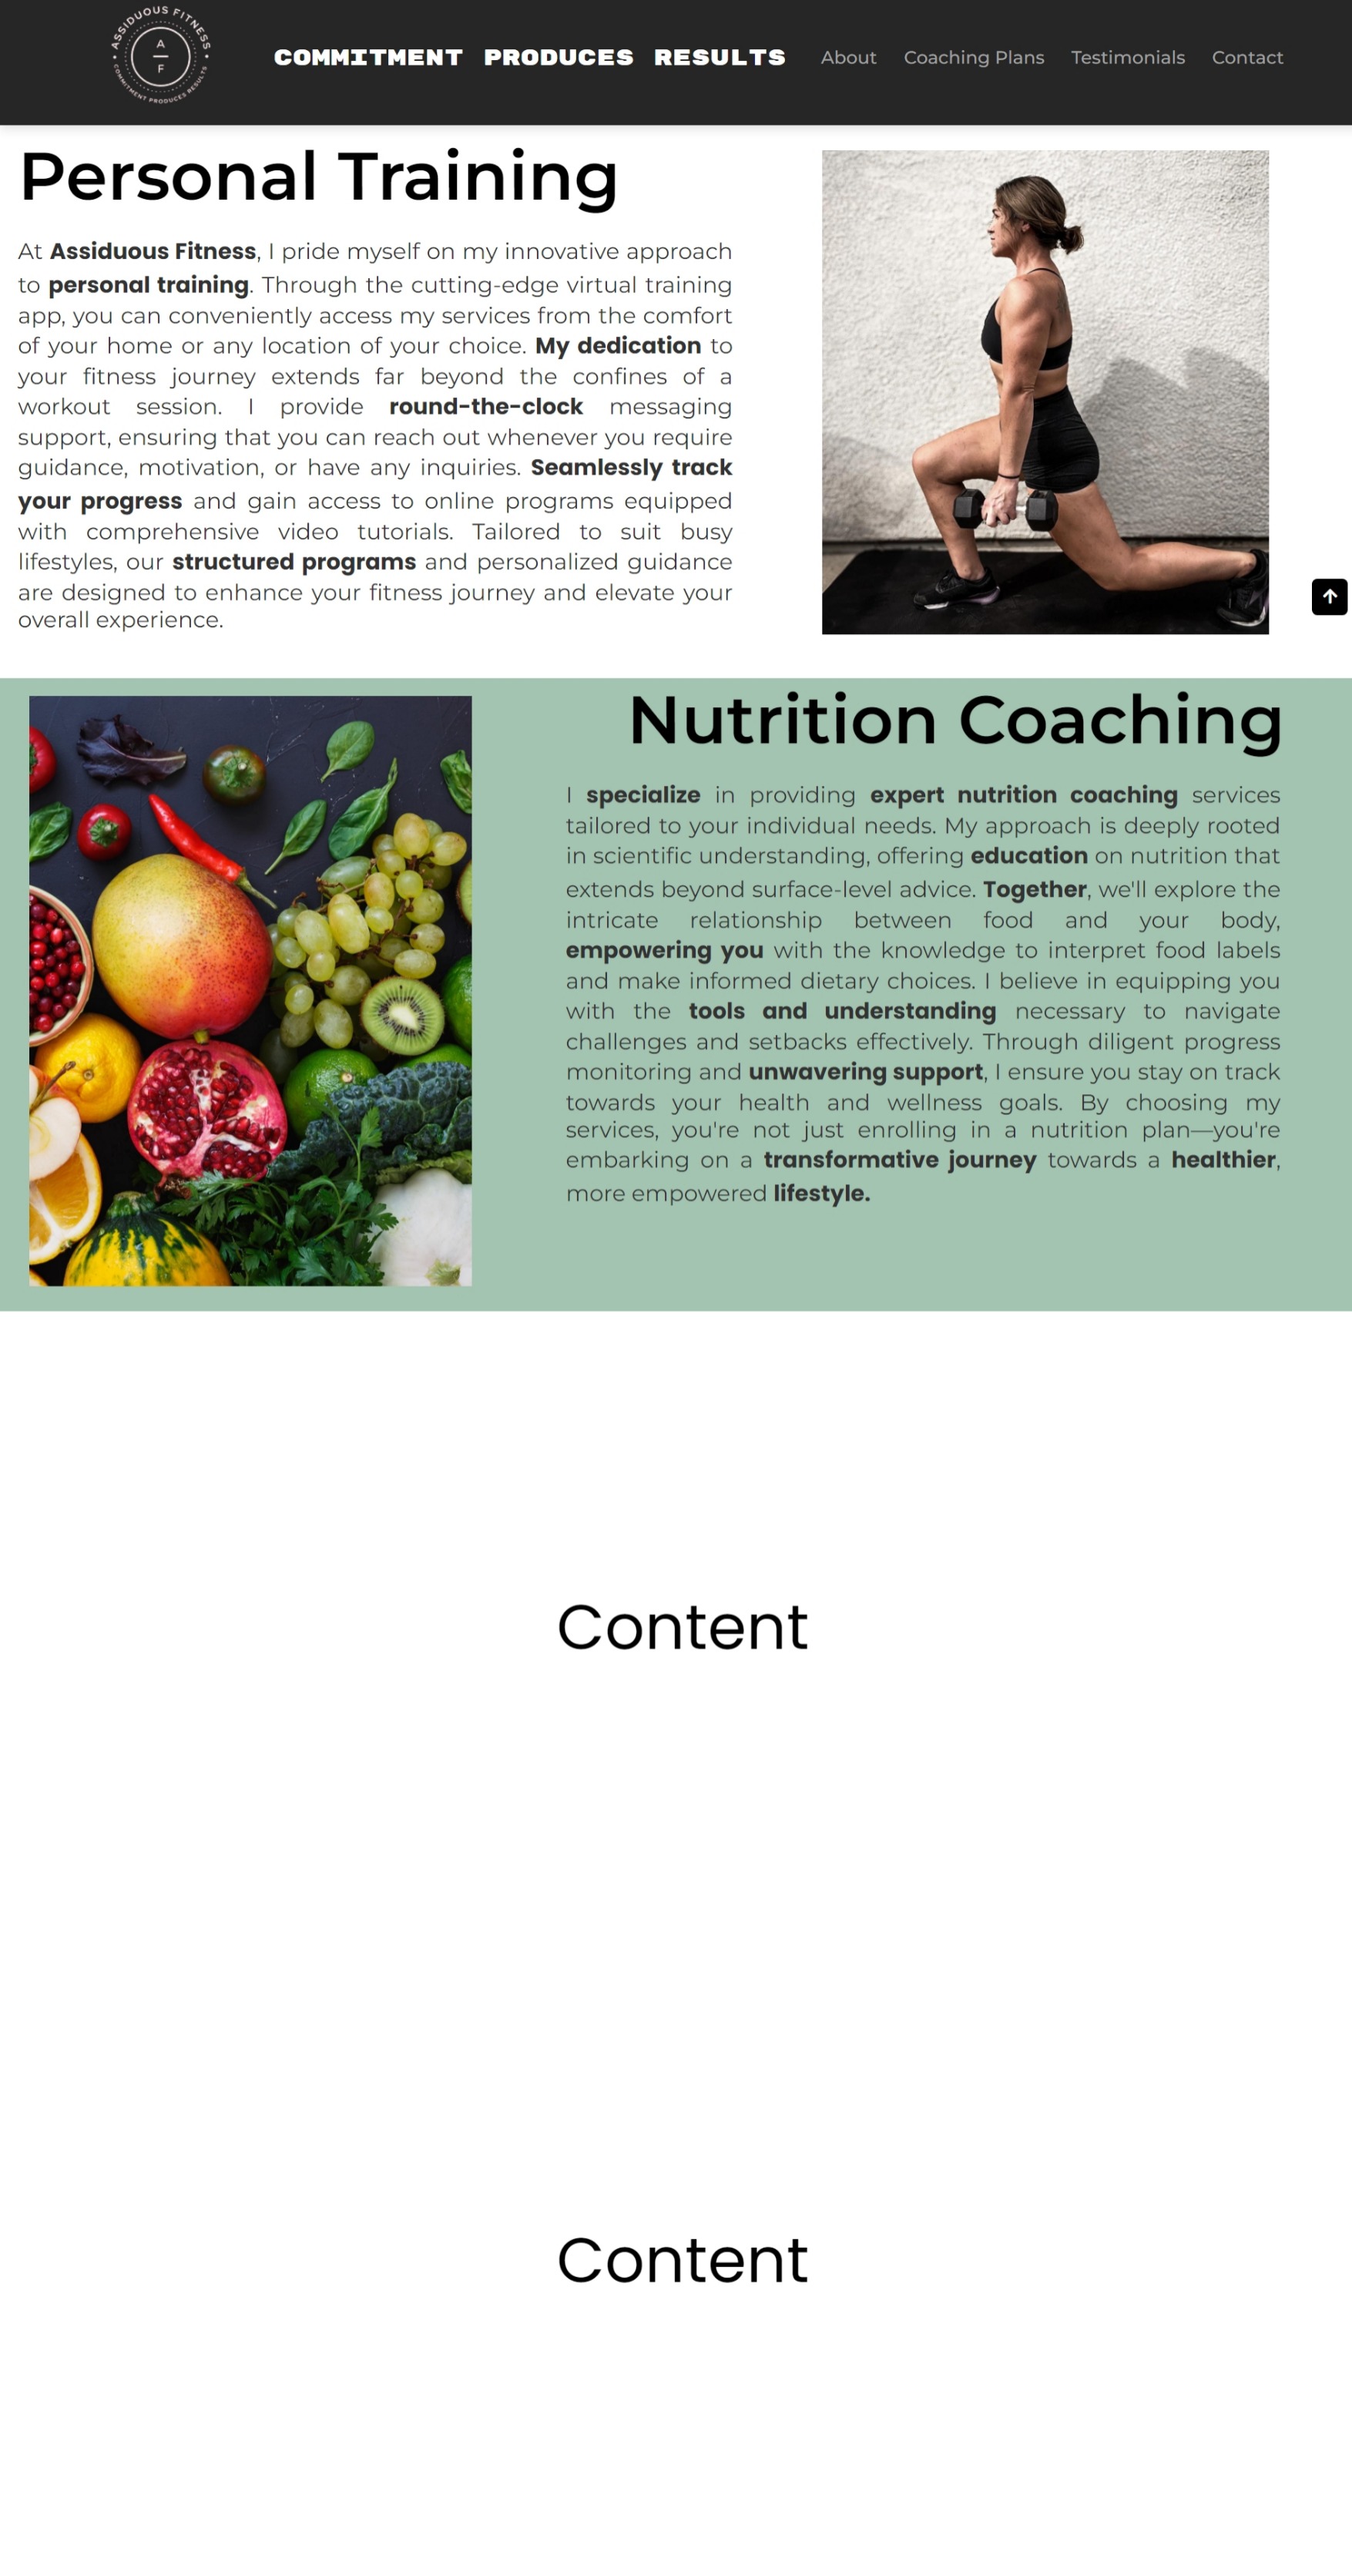 ASSIDUOUS FITNESS
A
F
COMMITMENT PRODUCES RESULTS
COMMITMENT PRODUCES RESULTS
About Coaching Plans Testimonials Contact
Personal Training
At Assiduous Fitness, I pride myself on my innovative approach
to personal training. Through the cutting-edge virtual training
app, you can conveniently access my services from the comfort
of your home or any location of your choice. My dedication to
your fitness journey extends far beyond the confines of a
workout session. I provide round-the-clock messaging
support, ensuring that you can reach out whenever you require
guidance, motivation, or have any inquiries. Seamlessly track
your progress and gain access to online programs equipped
with comprehensive video tutorials. Tailored to suit busy
lifestyles, our structured programs and personalized guidance
are designed to enhance your fitness journey and elevate your
overall experience.
Nutrition Coaching
I specialize in providing expert nutrition coaching services
tailored to your individual needs. My approach is deeply rooted
in scientific understanding, offering education on nutrition that
extends beyond surface-level advice. Together, we'll explore the
intricate relationship between food and your body,
empowering you with the knowledge to interpret food labels
and make informed dietary choices. I believe in equipping you
with the tools and understanding necessary to navigate
challenges and setbacks effectively. Through diligent progress
monitoring and unwavering support, I ensure you stay on track
towards your health and wellness goals. By choosing my
services, you're not just enrolling in a nutrition plan—you're
embarking on a transformative journey towards a healthier,
more empowered lifestyle.
Content
Content